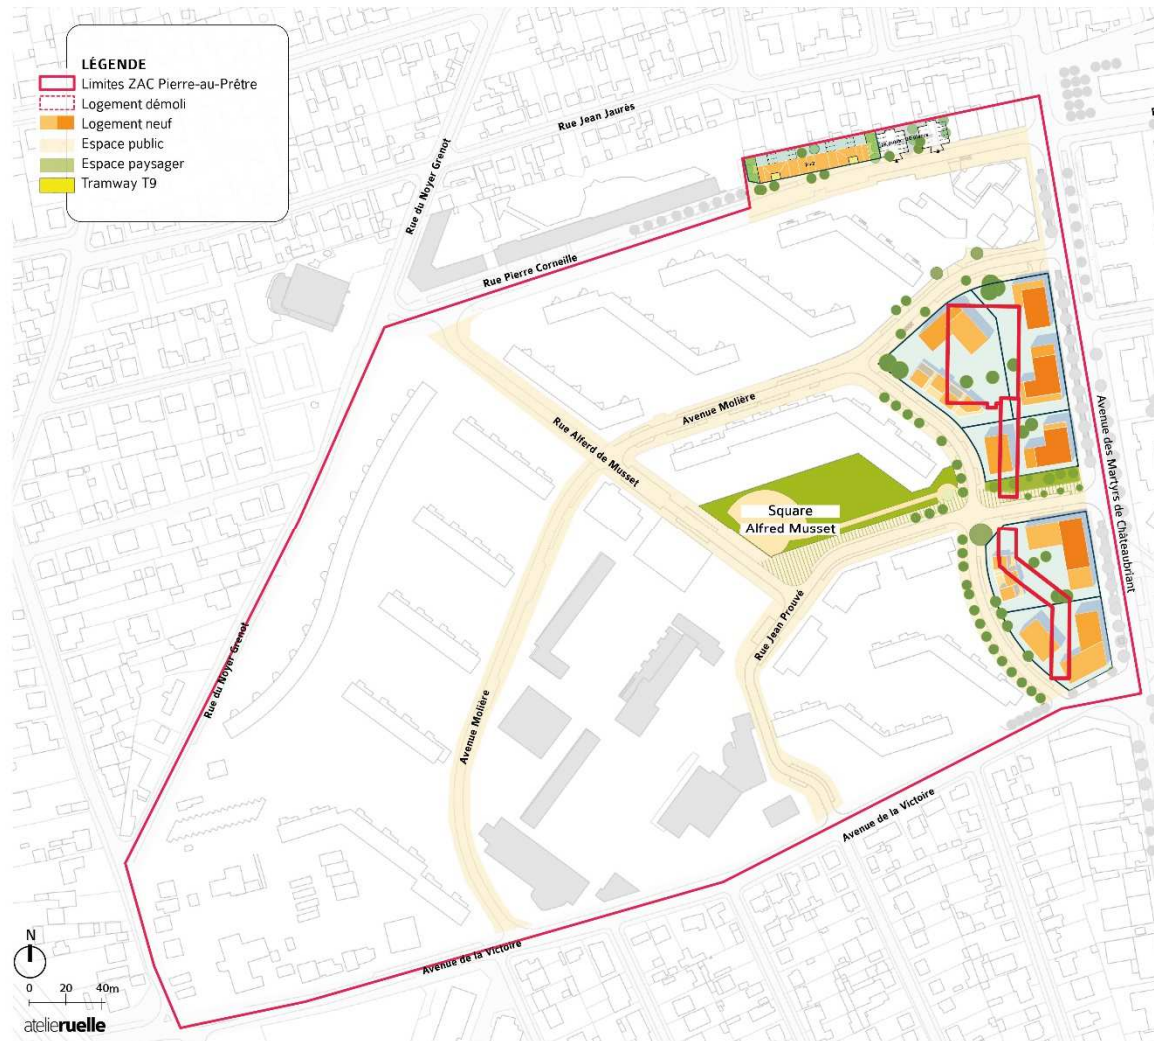 LÉGENDE
Limites ZAC Pierre-au-Prêtre
Logement démoli
Logement neuf
Espace public
Espace paysager
Tramway T9
Rue Jean Jaurès
Rue du Noyer Grenot
Rue Pierre Corneille
Avenue Molière
Rue Alferd de Musset
Avenue des Martyrs de Châteaubriant
Square
Alfred Musset
Rue Jean Prouvé
Rue du Noyer Grenot
Avenue Molière
Avenue de la Victoire
Avenue de la Victoire
N
0 20 40m
atelieruelle